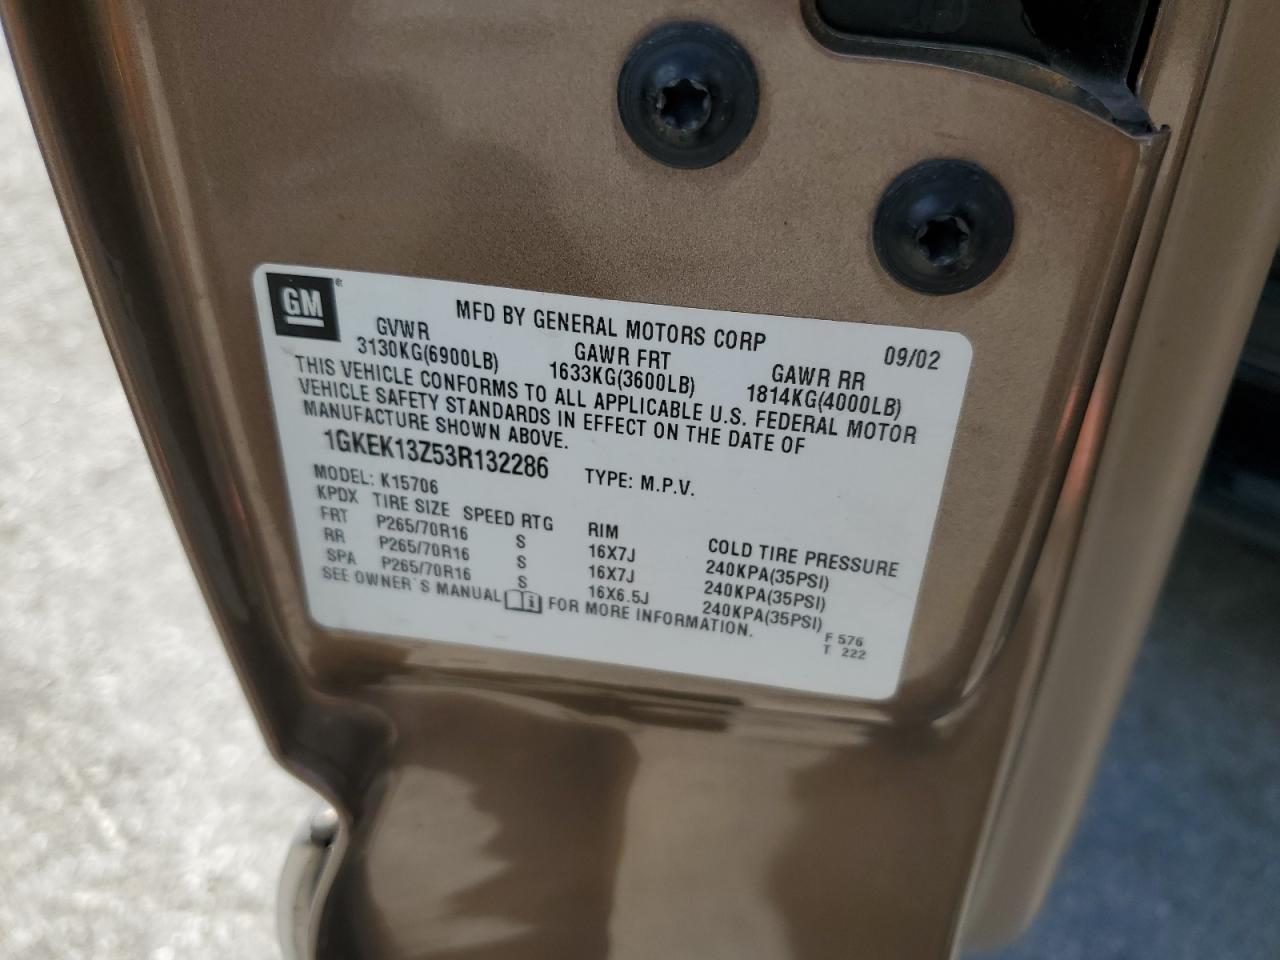 GM®
MFD BY GENERAL MOTORS CORP 09/02
GVWR GAWR FRT GAWR RR
3130KG(6900LB) 1633KG(3600LB) 1814KG(4000LB)
THIS VEHICLE CONFORMS TO ALL APPLICABLE U.S. FEDERAL MOTOR
VEHICLE SAFETY STANDARDS IN EFFECT ON THE DATE OF
MANUFACTURE SHOWN ABOVE.
1GKEK13Z53R132286 TYPE: M.P.V.
MODEL: K15706
KPDX TIRE SIZE SPEED RTG RIM COLD TIRE PRESSURE
FRT P265/70R16 S 16X7J 240KPA(35PSI)
RR P265/70R16 S 16X7J 240KPA(35PSI)
SPA P265/70R16 S 16X6.5J 240KPA(35PSI)
SEE OWNER'S MANUAL FOR MORE INFORMATION.
F 576
T 222